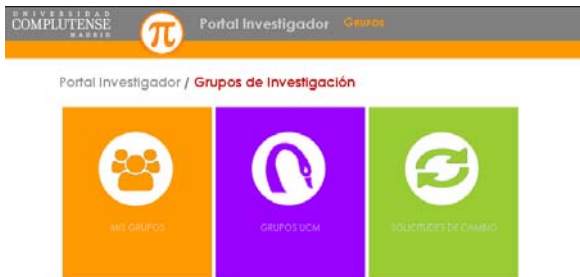 UNIVERSIDAD
COMPLUTENSE
MADRID
π
Portal Investigador Grupos
Portal Investigador / Grupos de Investigación
MIS GRUPOS
GRUPOS UCM
SOLICITUDES DE CAMBIO